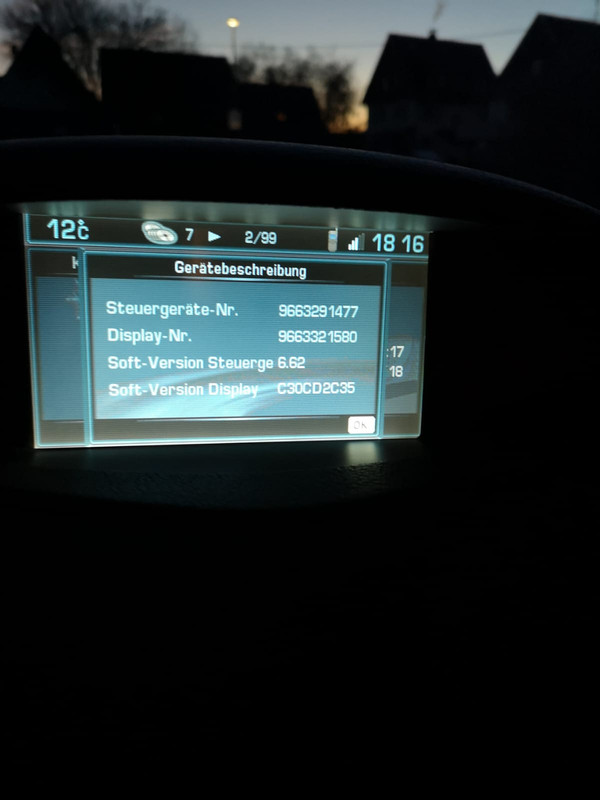 12°C 7 2/99 18 16
Gerätebeschreibung
Steuergeräte-Nr. 9663291477
Display-Nr. 9663321580
:17
Soft-Version Steuerge 6.62
18
Soft-Version Display C30CD2C35
OK